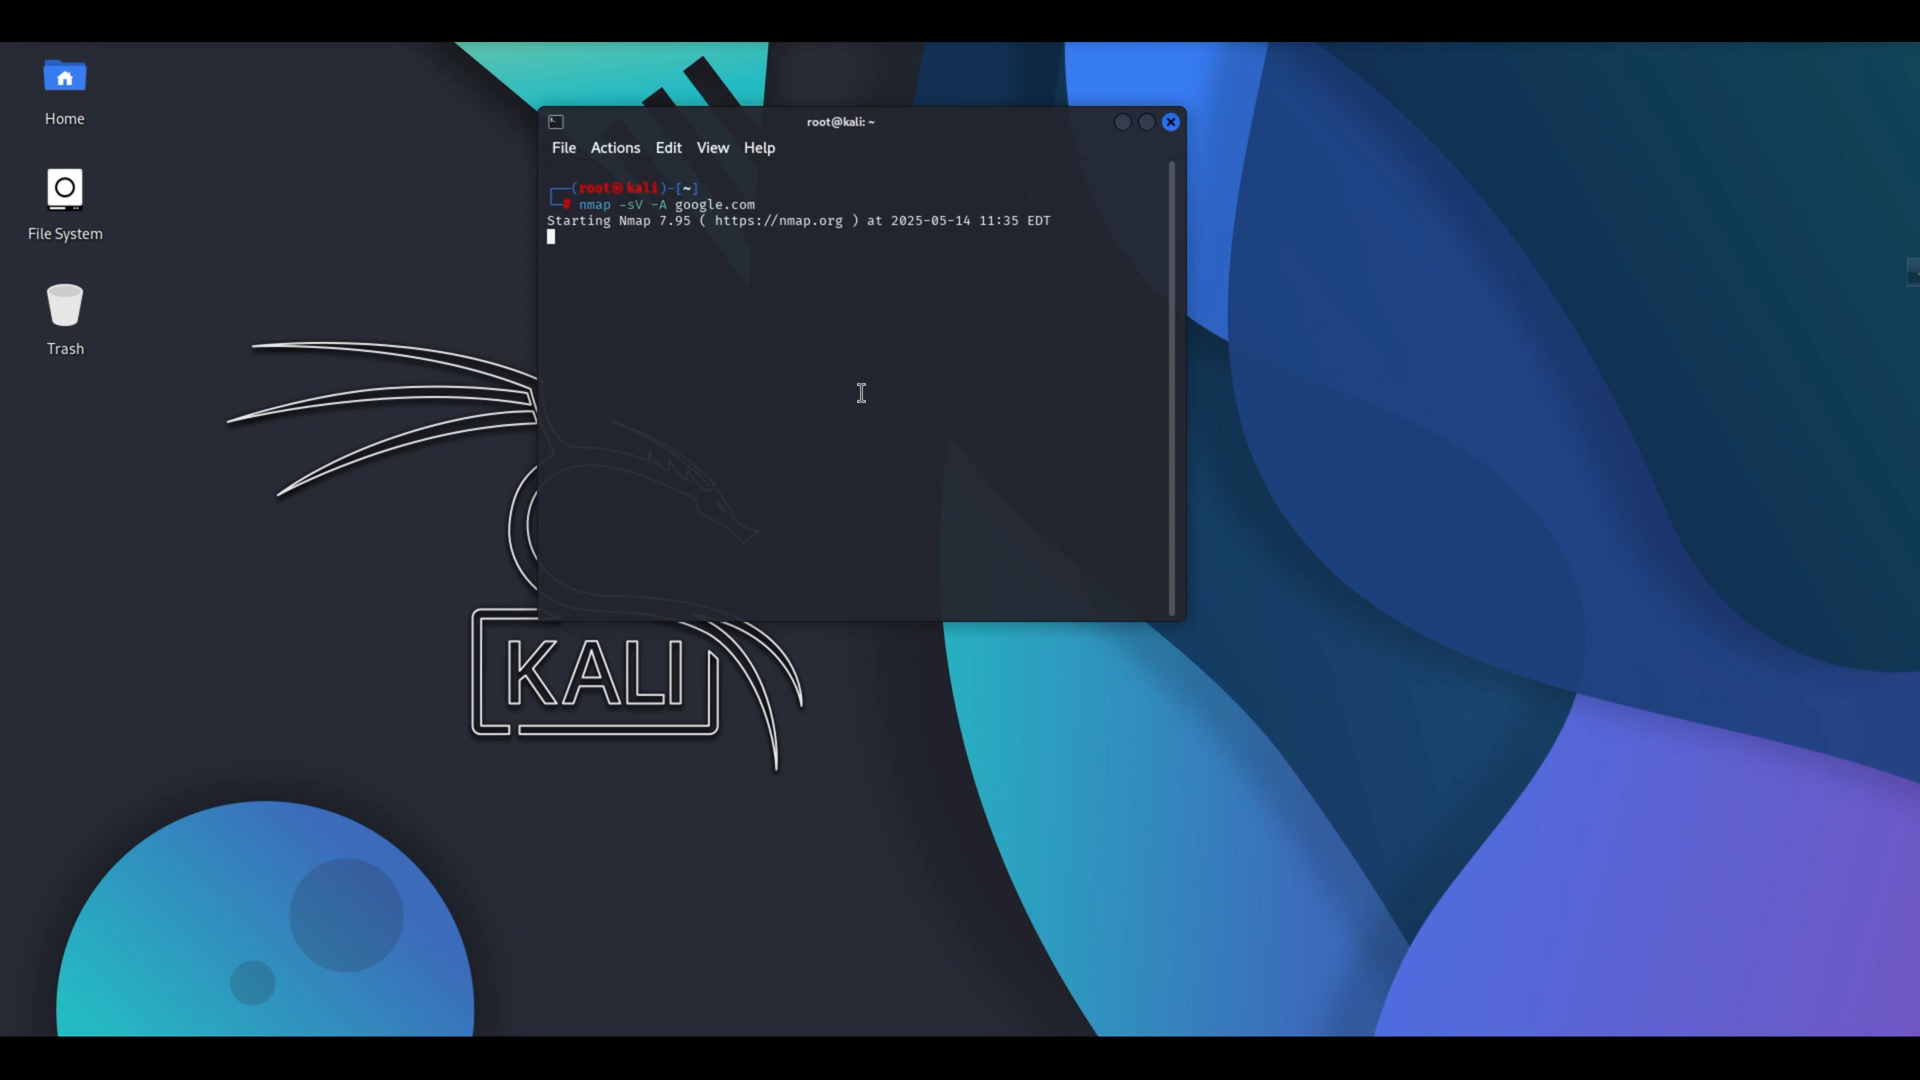 Home
File System
Trash
root@kali: ~
File Actions Edit View Help
┌──(root㉿kali)-[~]
└─# nmap -sV -A google.com
Starting Nmap 7.95 ( https://nmap.org ) at 2025-05-14 11:35 EDT
KALI